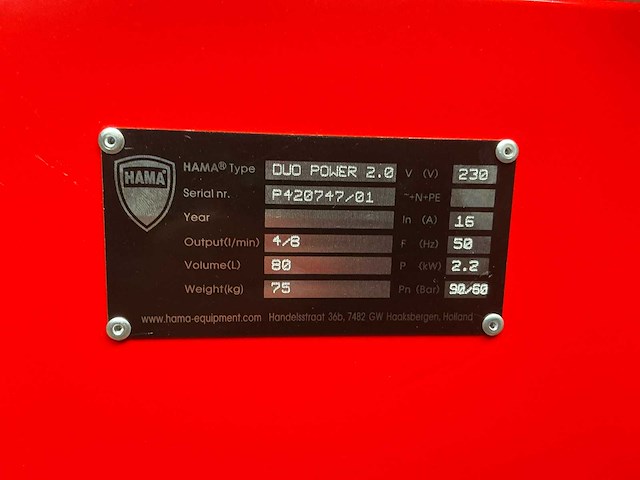 HAMA
HAMA® Type DUO POWER 2.0 V (V) 230
Serial nr. P420747/01 ~+N+PE
Year In (A) 16
Output(l/min) 4/8 F (Hz) 50
Volume(L) 80 P (kW) 2.2
Weight(kg) 75 Pn (Bar) 90/60
www.hama-equipment.com Handelsstraat 36b, 7482 GW Haaksbergen, Holland